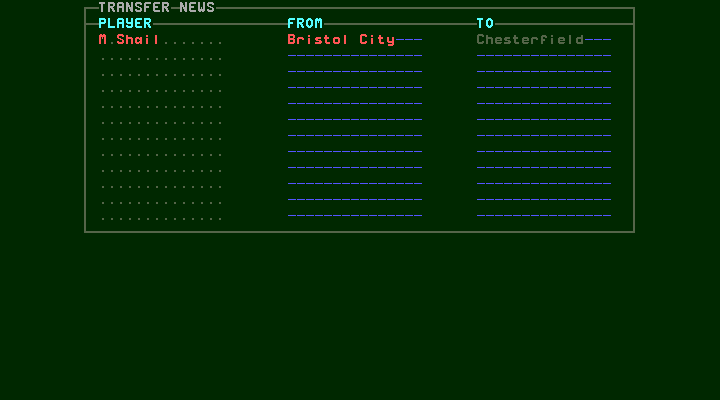 TRANSFER NEWS
PLAYER FROM TO
M.Shail....... Bristol City Chesterfield